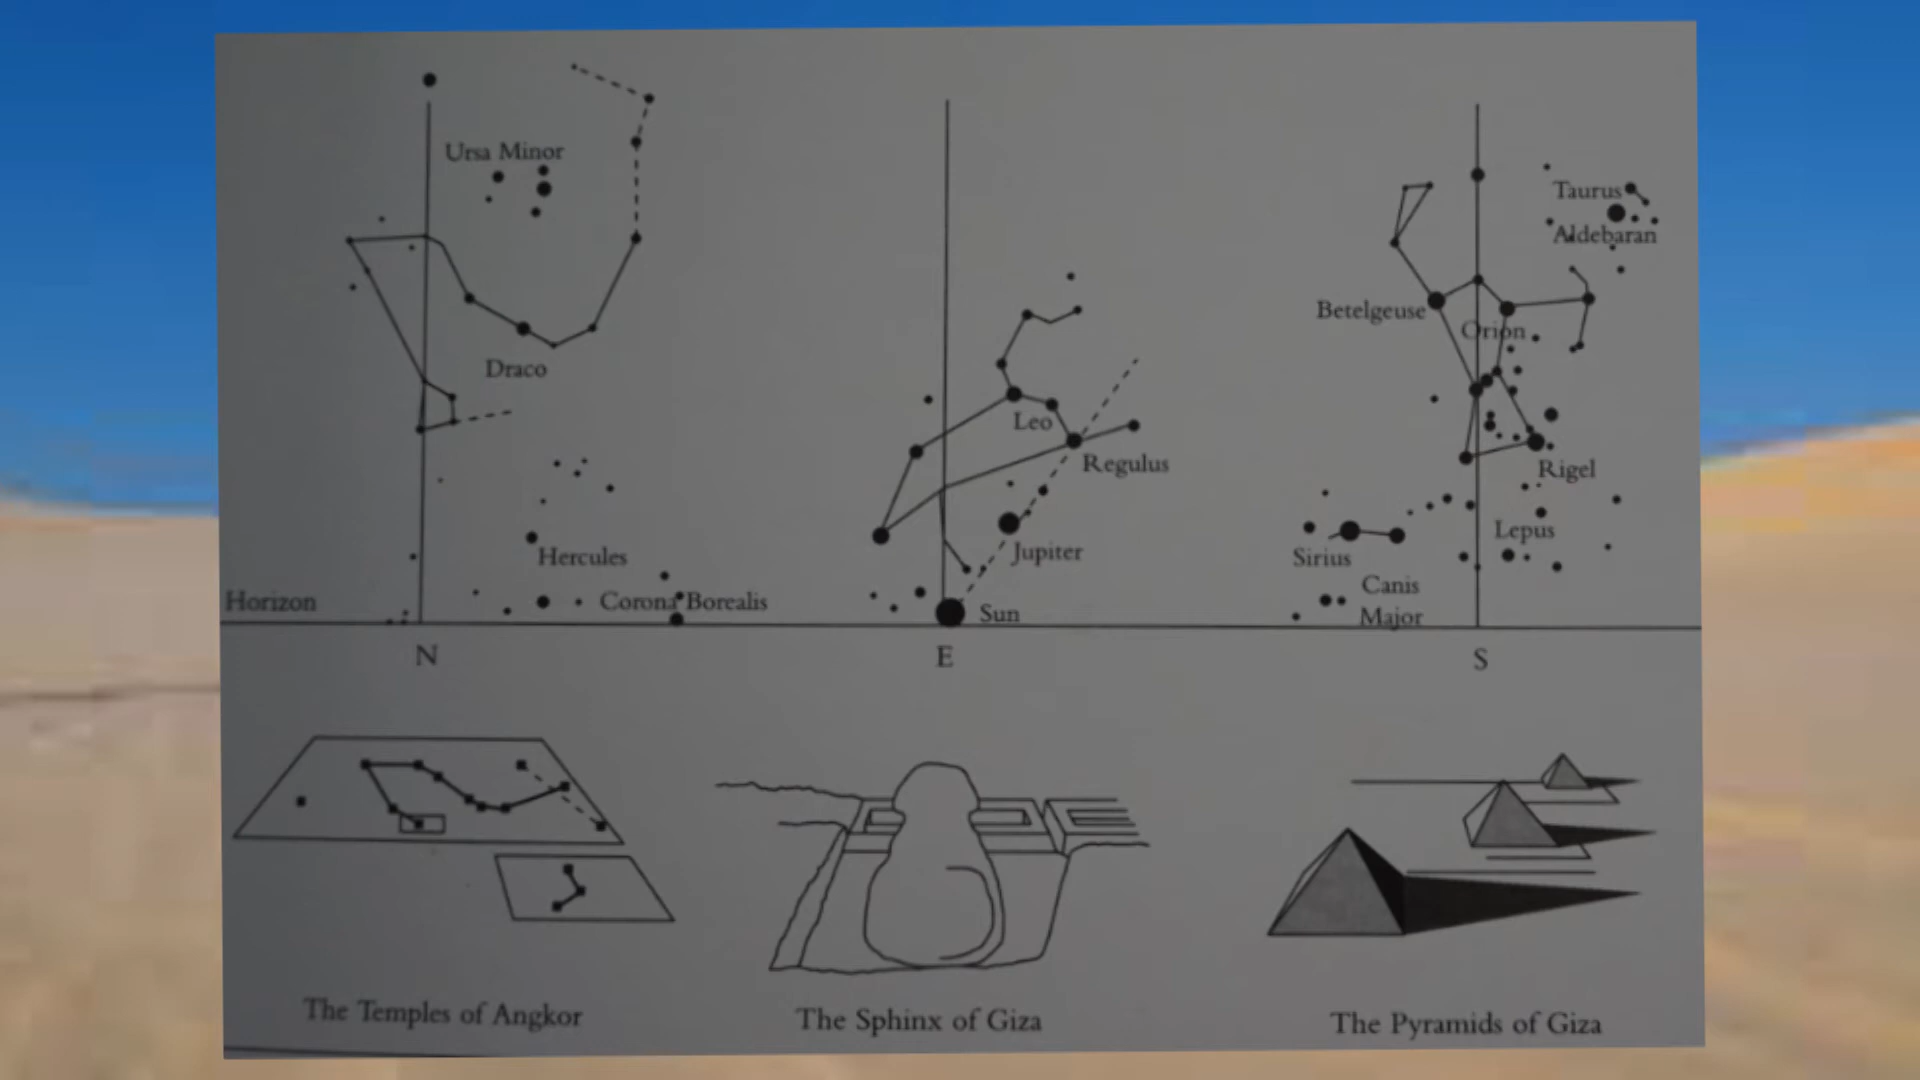 Ursa Minor
Draco
Hercules
Corona Borealis
Horizon
N
Leo
Regulus
Jupiter
Sun
E
Taurus
Aldebaran
Betelgeuse
Orion
Rigel
Lepus
Sirius
Canis
Major
S
The Temples of Angkor
The Sphinx of Giza
The Pyramids of Giza